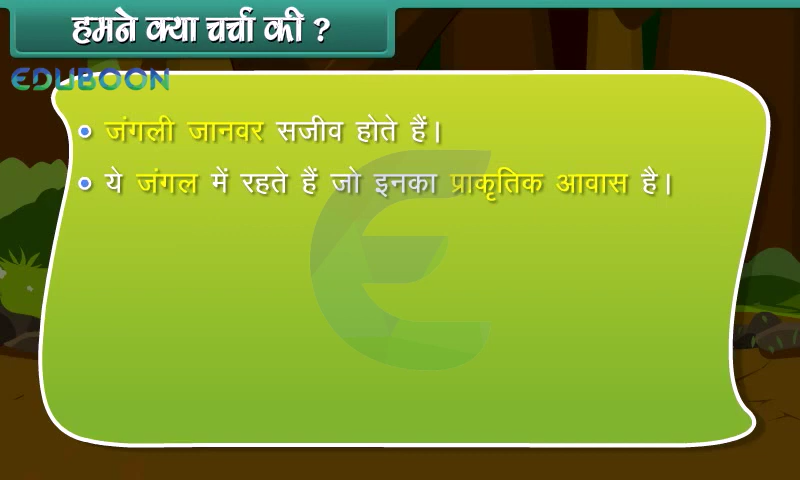 हमने क्या चर्चा की ?
EDUBOON
जंगली जानवर सजीव होते हैं।
ये जंगल में रहते हैं जो इनका प्राकृतिक आवास है।